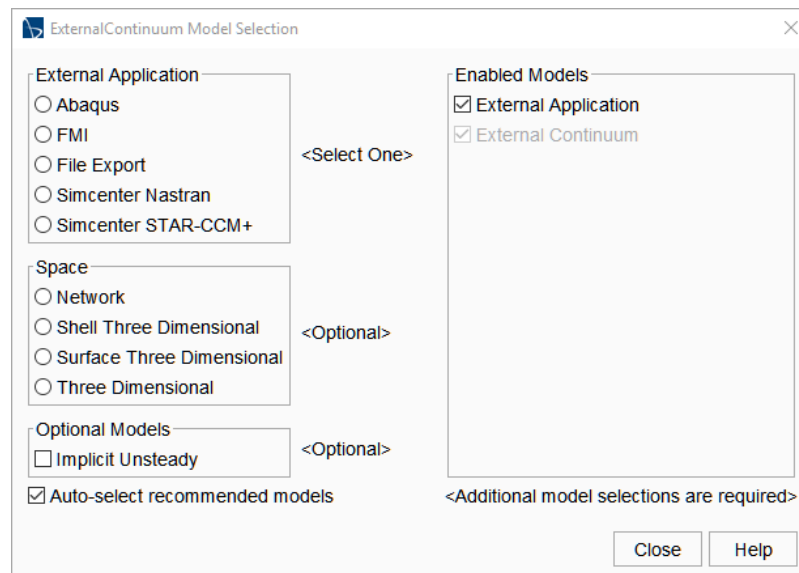 ExternalContinuum Model Selection
External Application
Abaqus
FMI
File Export
Simcenter Nastran
Simcenter STAR-CCM+
<Select One>
Space
Network
Shell Three Dimensional
Surface Three Dimensional
Three Dimensional
<Optional>
Optional Models
Implicit Unsteady
<Optional>
Auto-select recommended models
Enabled Models
External Application
External Continuum
<Additional model selections are required>
Close
Help